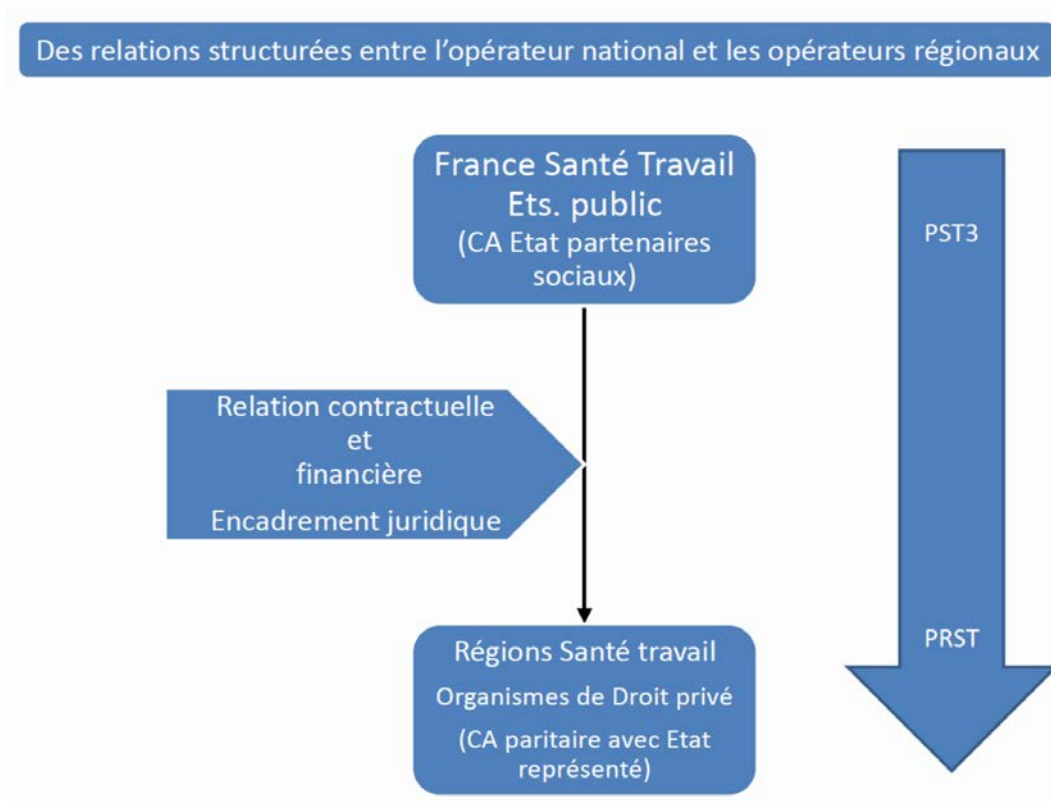 Des relations structurées entre l'opérateur national et les opérateurs régionaux
France Santé Travail
Ets. public
(CA Etat partenaires
sociaux)
PST3
Relation contractuelle
et
financière
Encadrement juridique
Régions Santé travail
Organismes de Droit privé
(CA paritaire avec Etat
représenté)
PRST